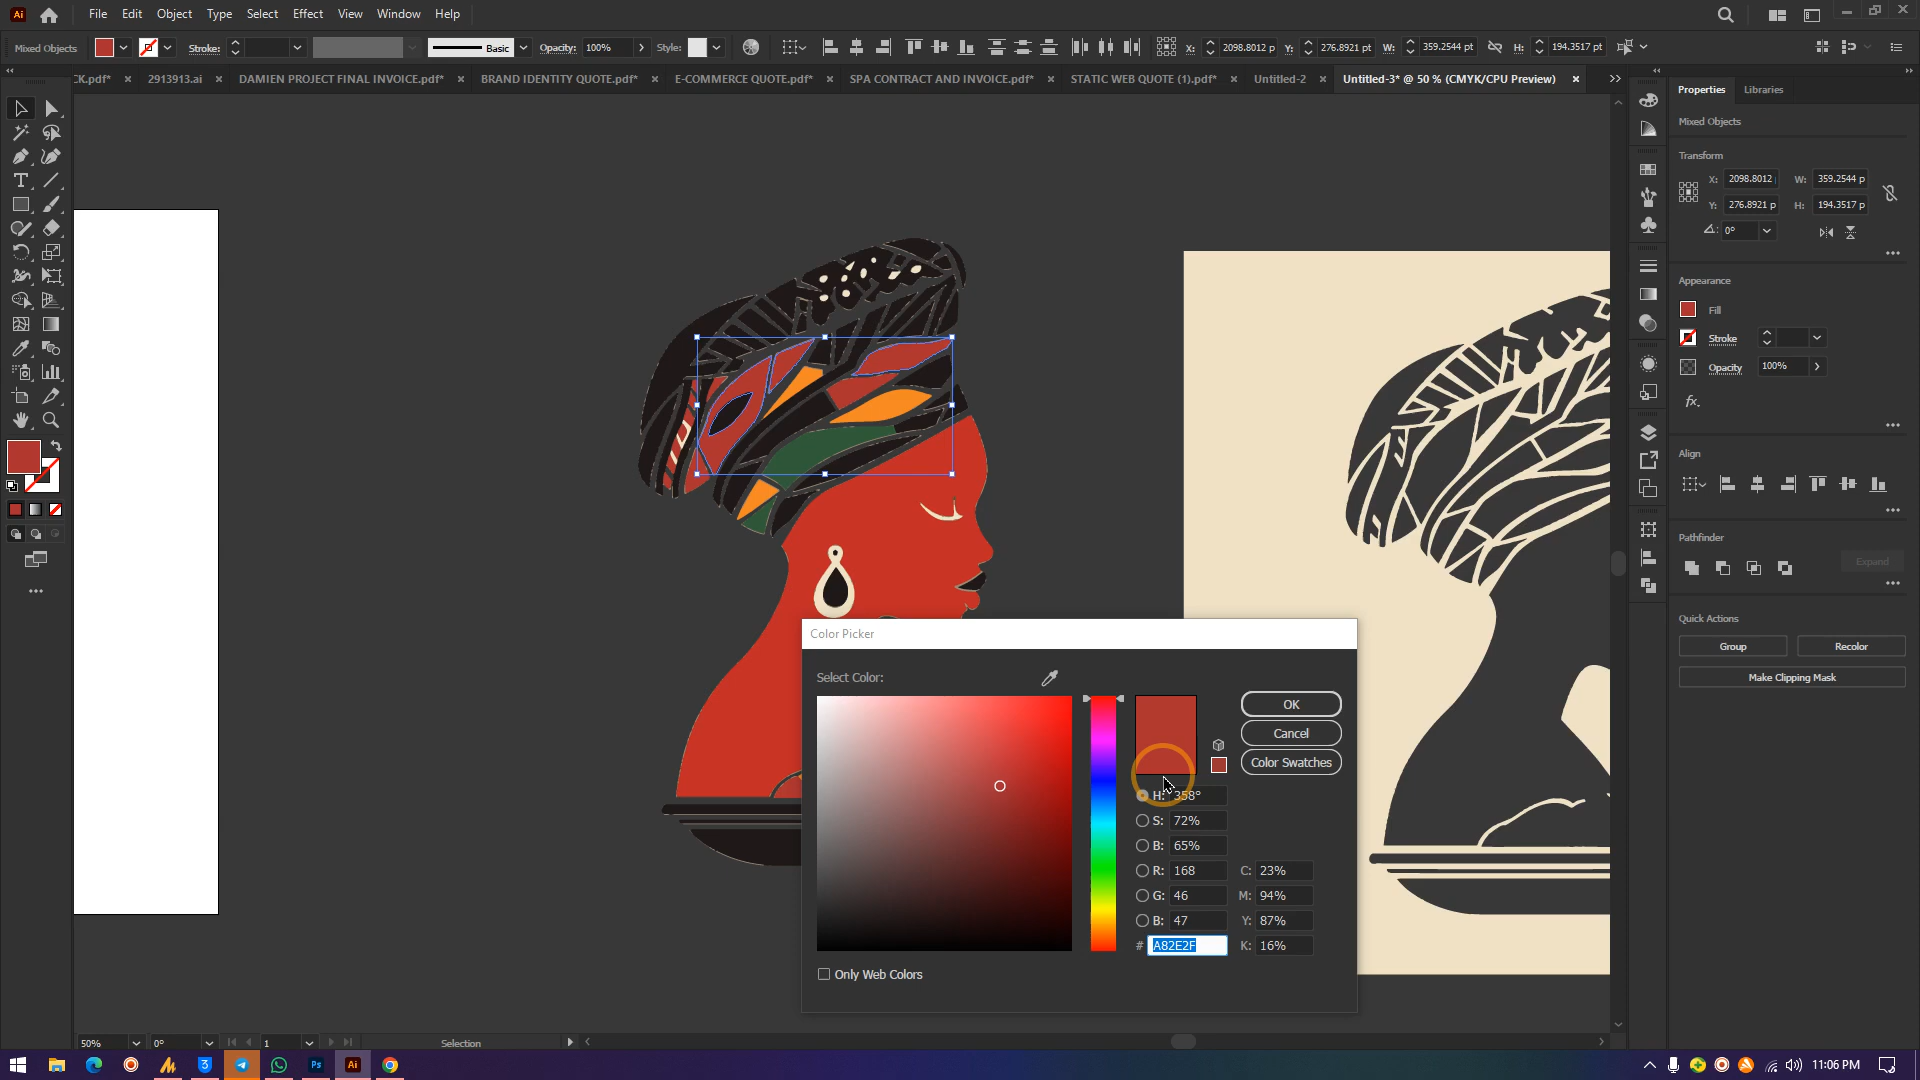 Ai File Edit Object Type Select Effect View Window Help
Mixed Objects Stroke: Basic Opacity: 100% Style: X: 2098.8012 p Y: 276.8921 pt W: 359.2544 pt H: 194.3517 pt
CK.pdf* × 2913913.ai × DAMIEN PROJECT FINAL INVOICE.pdf* × BRAND IDENTITY QUOTE.pdf* × E-COMMERCE QUOTE.pdf* × SPA CONTRACT AND INVOICE.pdf* × STATIC WEB QUOTE (1).pdf* × Untitled-2 × Untitled-3* @ 50 % (CMYK/CPU Preview) ×
Properties Libraries
Mixed Objects
Transform
X: 2098.8012 W: 359.2544 p
Y: 276.8921 p H: 194.3517 p
0°
Appearance
Fill
Stroke
Opacity 100%
fx.
Align
Pathfinder
Expand
Quick Actions
Group Recolor
Make Clipping Mask
Color Picker
Select Color:
OK
Cancel
Color Swatches
H: 358°
S: 72%
B: 65%
R: 168 C: 23%
G: 46 M: 94%
B: 47 Y: 87%
# A82E2F K: 16%
Only Web Colors
50% 0° 1 Selection
Ps Ai 11:06 PM